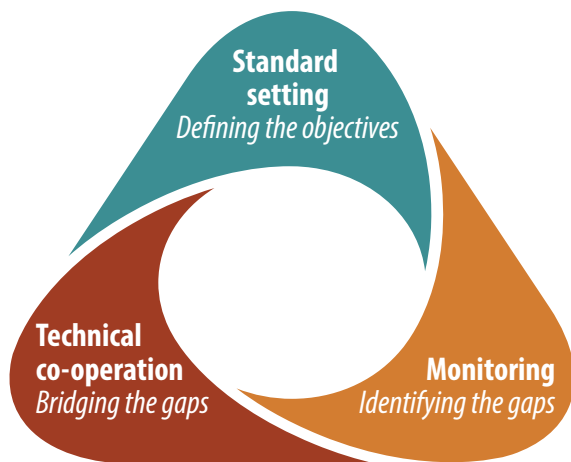 Standard
setting
Defining the objectives
Technical
co-operation
Bridging the gaps
Monitoring
Identifying the gaps